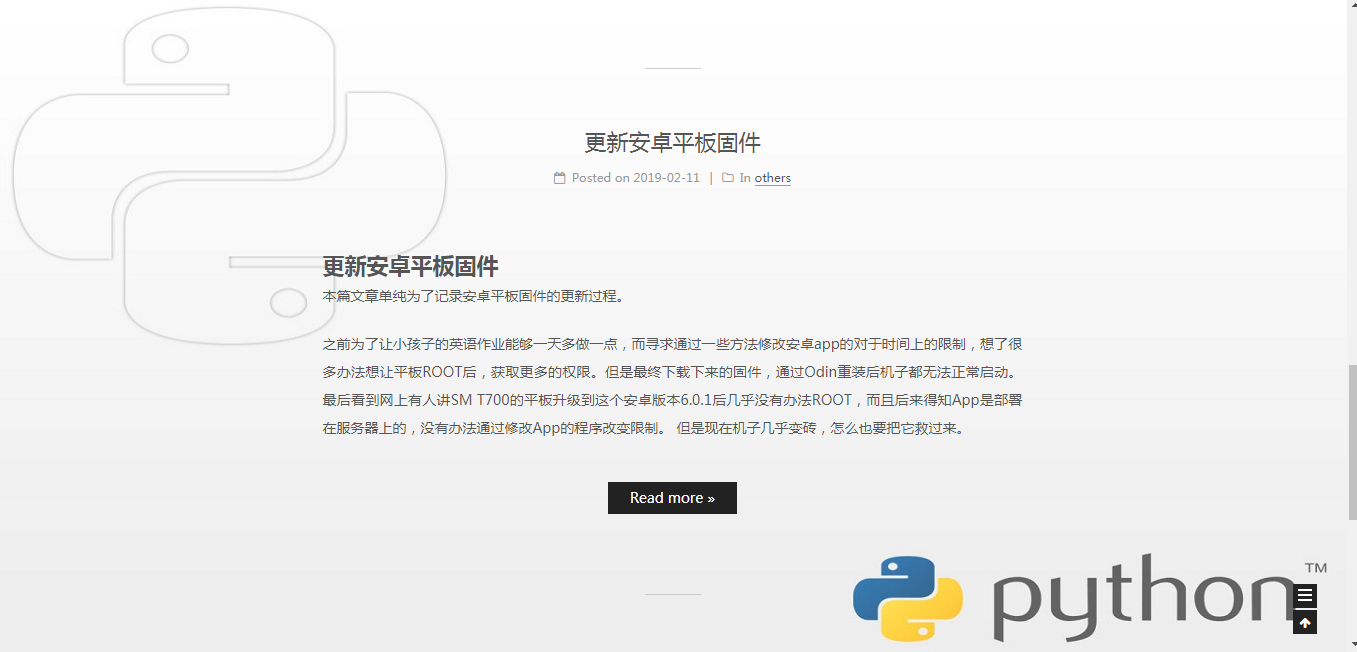 更新安卓平板固件
Posted on 2019-02-11 | In others
更新安卓平板固件
本篇文章单纯为了记录安卓平板固件的更新过程。
之前为了让小孩子的英语作业能够一天多做一点，而寻求通过一些方法修改安卓app的对于时间上的限制，想了很
多办法想让平板ROOT后，获取更多的权限。但是最终下载下来的固件，通过Odin重装后机子都无法正常启动。
最后看到网上有人讲SM T700的平板升级到这个安卓版本6.0.1后几乎没有办法ROOT，而且后来得知App是部署
在服务器上的，没有办法通过修改App的程序改变限制。 但是现在机子几乎变砖，怎么也要把它救过来。
Read more »
python TM